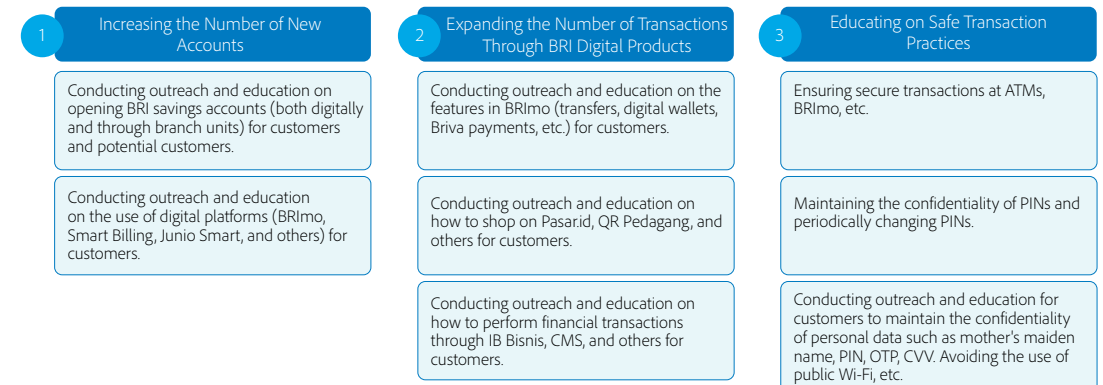 1
Increasing the Number of New
Accounts
Conducting outreach and education on
opening BRI savings accounts (both digitally
and through branch units) for customers
and potential customers.
Conducting outreach and education
on the use of digital platforms (BRImo,
Smart Billing, Junio Smart, and others) for
customers.
2
Expanding the Number of Transactions
Through BRI Digital Products
Conducting outreach and education on the
features in BRImo (transfers, digital wallets,
Briva payments, etc.) for customers.
Conducting outreach and education on
how to shop on Pasar.id, QR Pedagang, and
others for customers.
Conducting outreach and education on
how to perform financial transactions
through IB Bisnis, CMS, and others for
customers.
3
Educating on Safe Transaction
Practices
Ensuring secure transactions at ATMs,
BRImo, etc.
Maintaining the confidentiality of PINs and
periodically changing PINs.
Conducting outreach and education for
customers to maintain the confidentiality
of personal data such as mother's maiden
name, PIN, OTP, CVV. Avoiding the use of
public Wi-Fi, etc.